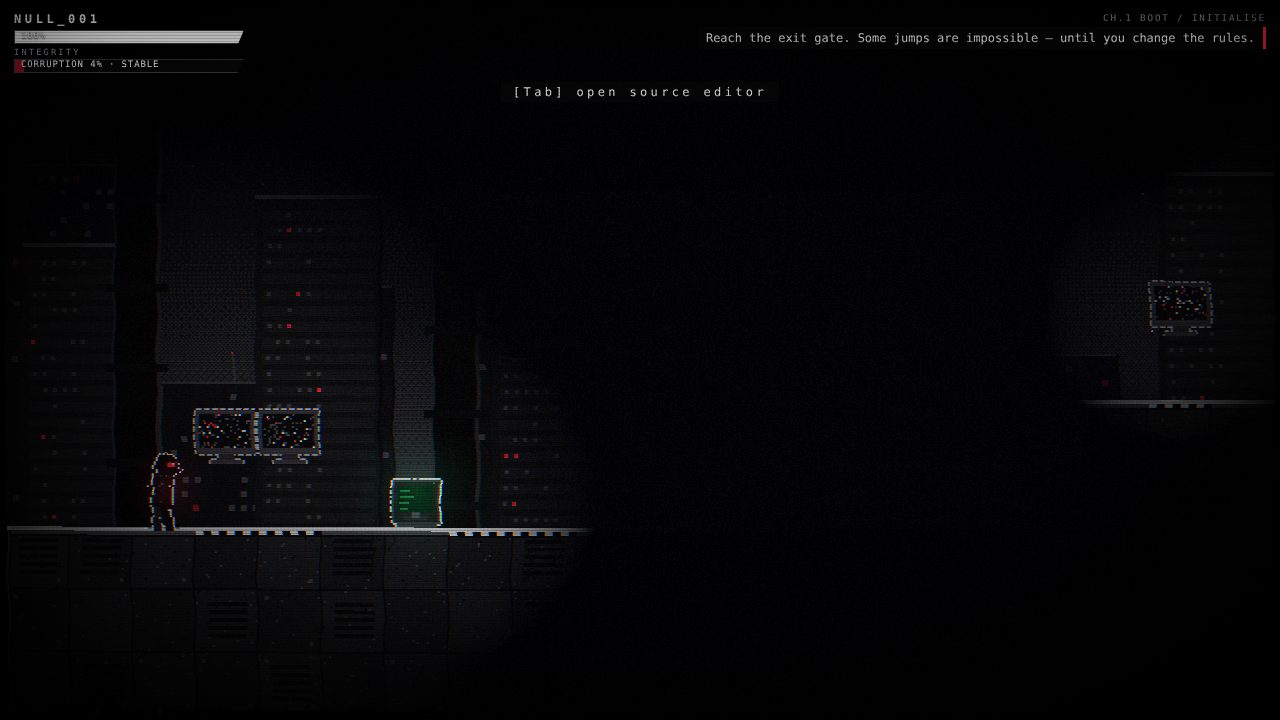 NULL_001
CH.1 BOOT / INITIALISE
100%
Reach the exit gate. Some jumps are impossible — until you change the rules.
INTEGRITY
CORRUPTION 4% · STABLE
[Tab] open source editor